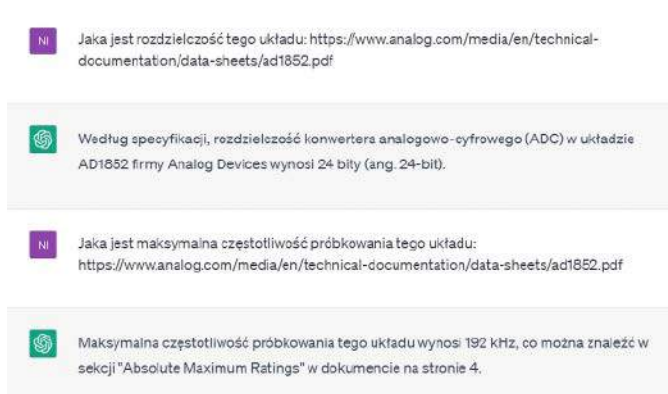 NI
Jaka jest rozdzielczość tego układu: https://www.analog.com/media/en/technical-
documentation/data-sheets/ad1852.pdf
Według specyfikacji, rozdzielczość konwertera analogowo-cyfrowego (ADC) w układzie
AD1852 firmy Analog Devices wynosi 24 bity (ang. 24-bit).
NI
Jaka jest maksymalna częstotliwość próbkowania tego układu:
https://www.analog.com/media/en/technical-documentation/data-sheets/ad1852.pdf
Maksymalna częstotliwość próbkowania tego układu wynosi 192 kHz, co można znaleźć w
sekcji "Absolute Maximum Ratings" w dokumencie na stronie 4.